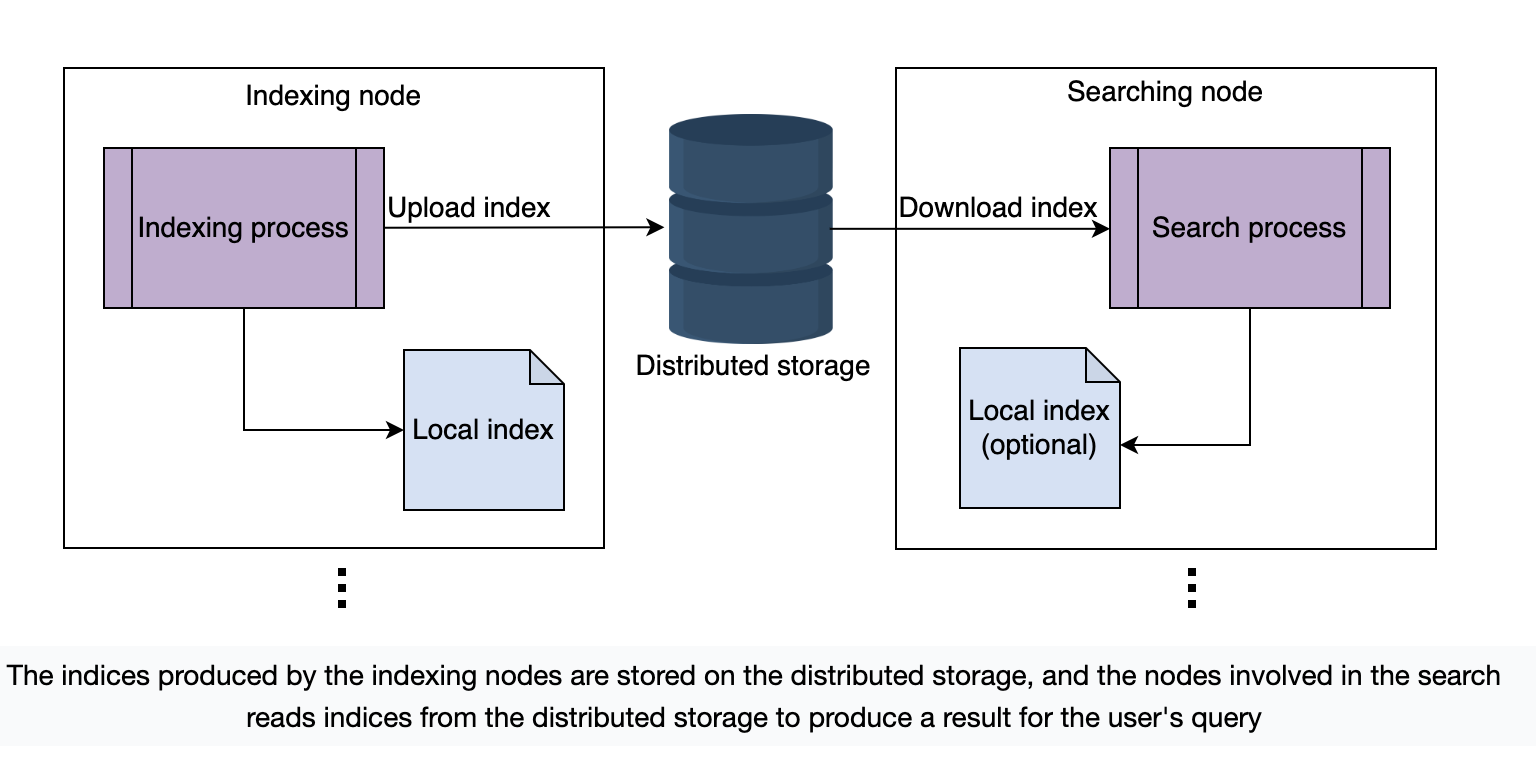 Indexing node
Searching node
Indexing process
Upload index
Download index
Search process
Distributed storage
Local index
Local index
(optional)
The indices produced by the indexing nodes are stored on the distributed storage, and the nodes involved in the search
reads indices from the distributed storage to produce a result for the user's query